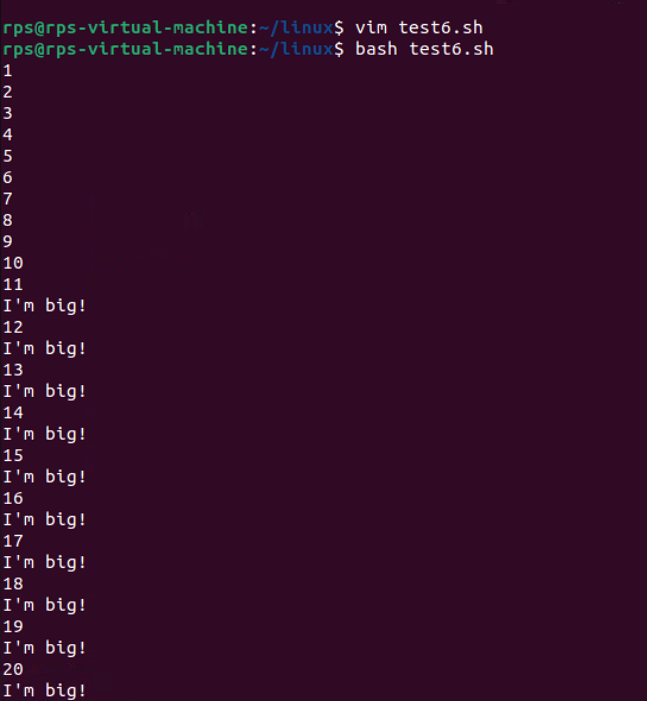 rps@rps-virtual-machine:~/linux$ vim test6.sh
rps@rps-virtual-machine:~/linux$ bash test6.sh
1
2
3
4
5
6
7
8
9
10
11
I'm big!
12
I'm big!
13
I'm big!
14
I'm big!
15
I'm big!
16
I'm big!
17
I'm big!
18
I'm big!
19
I'm big!
20
I'm big!